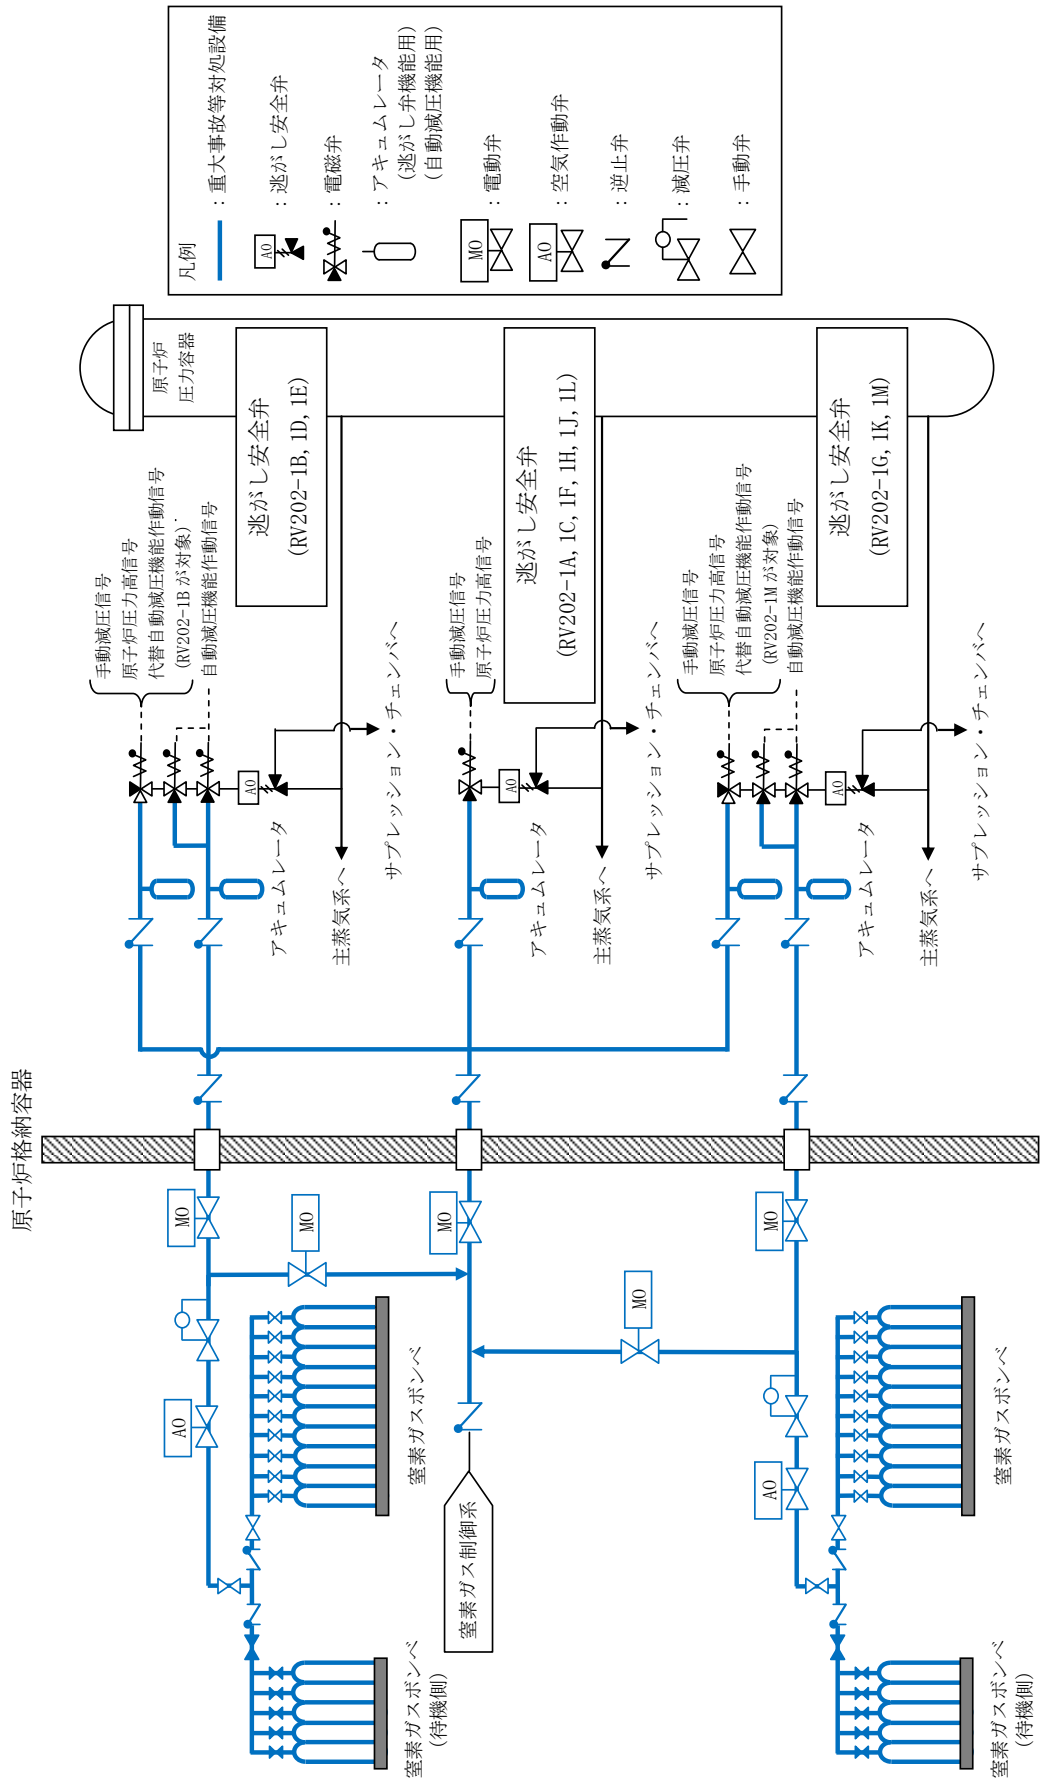 原子炉格納容器
窒素ガスボンベ
(待機側)
窒素ガスボンベ
AO
MO
MO
窒素ガス制御系
MO
MO
窒素ガスボンベ
(待機側)
窒素ガスボンベ
AO
MO
手動減圧信号
原子炉圧力高信号
代替自動減圧機能作動信号
(RV202-1B が対象)
自動減圧機能作動信号
AO
アキュムレータ
主蒸気系へ
サプレッション・チェンバへ
手動減圧信号
原子炉圧力高信号
AO
アキュムレータ
主蒸気系へ
サプレッション・チェンバへ
手動減圧信号
原子炉圧力高信号
代替自動減圧機能作動信号
(RV202-1M が対象)
自動減圧機能作動信号
AO
アキュムレータ
主蒸気系へ
サプレッション・チェンバへ
原子炉
圧力容器
逃がし安全弁
(RV202-1B, 1D, 1E)
逃がし安全弁
(RV202-1A, 1C, 1F, 1H, 1J, 1L)
逃がし安全弁
(RV202-1G, 1K, 1M)
凡例
:重大事故等対処設備
AO
:逃がし安全弁
:電磁弁
:アキュムレータ
(逃がし弁機能用)
(自動減圧機能用)
MO
:電動弁
AO
:空気作動弁
:逆止弁
:減圧弁
:手動弁